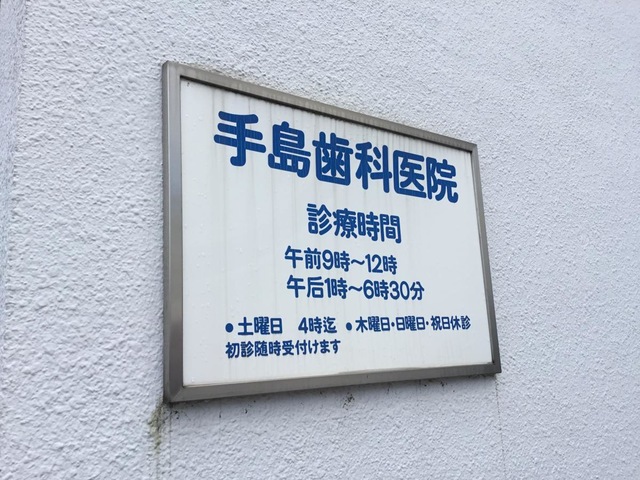 手島歯科医院
診療時間
午前9時～12時
午后1時～6時30分
●土曜日 4時迄 ●木曜日・日曜日・祝日休診
初診随時受付けます